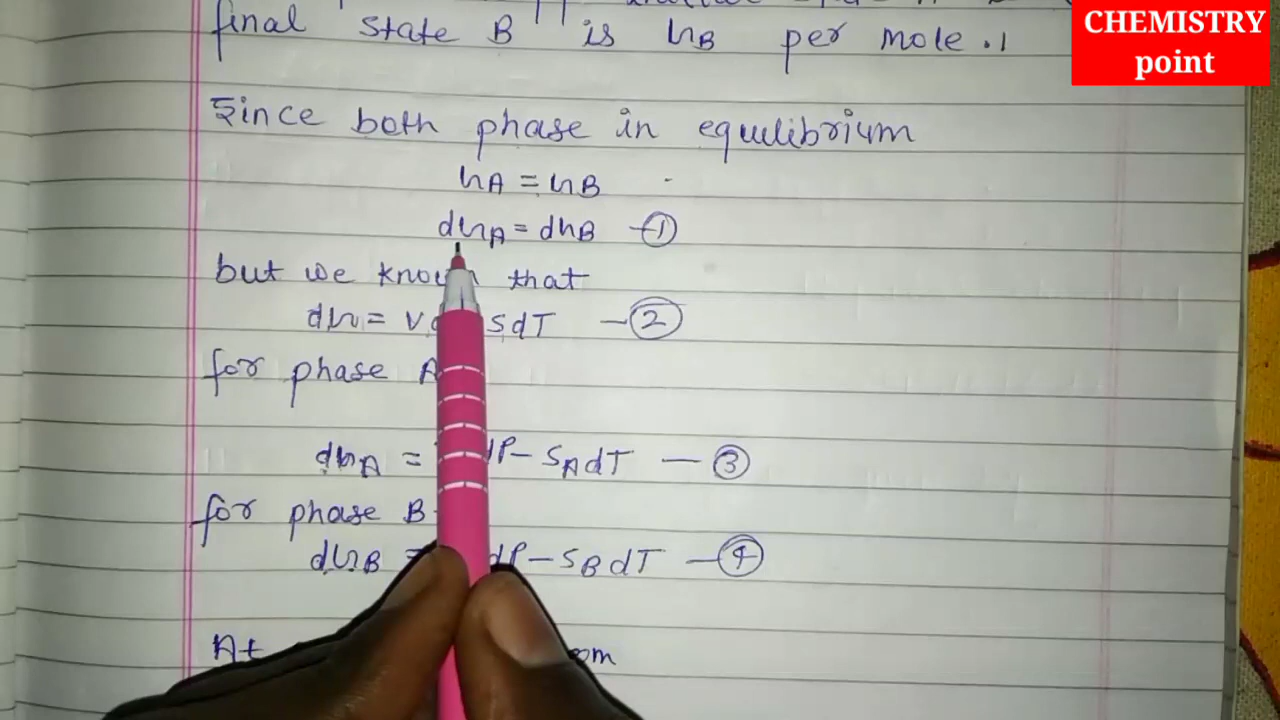 final state B is μB per mole.
CHEMISTRY
point
Since both phase in equilibrium
μA = μB
dμA = dμB —①
but we known that
dμ = V SdT —②
for phase A
dμA = dP – SAdT —③
for phase B
dμB = dP – SBdT —④
At